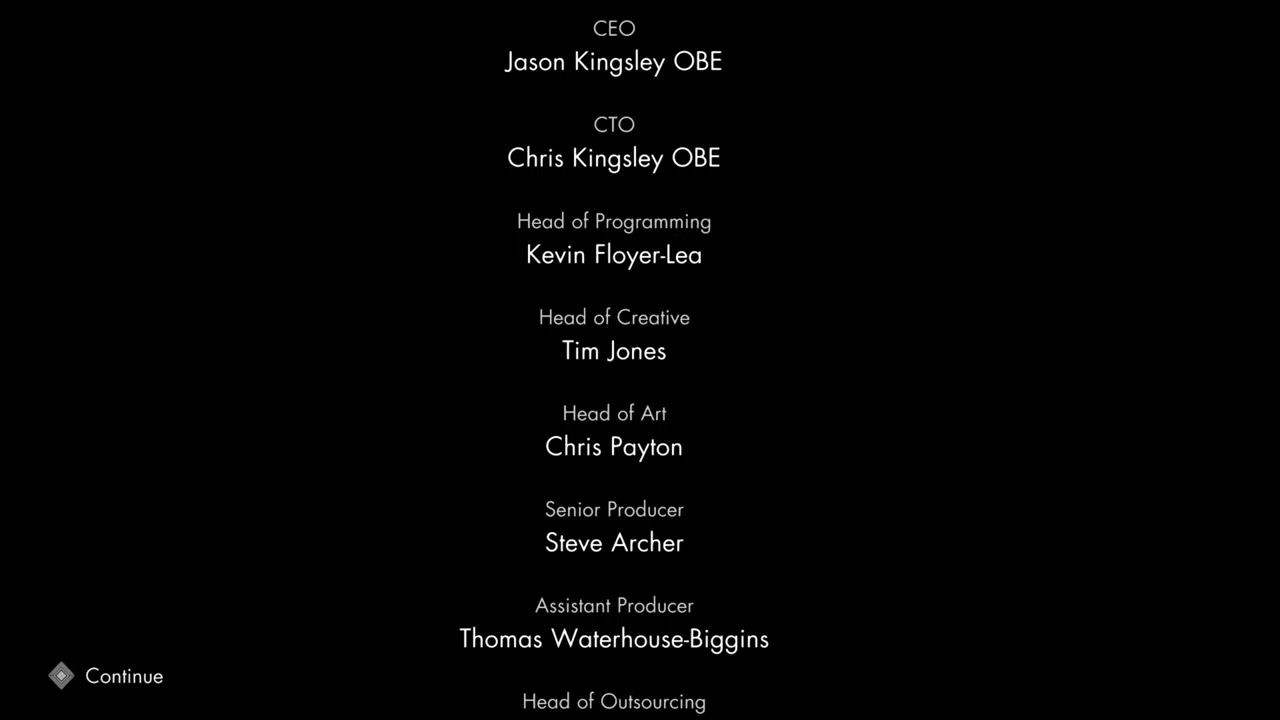 CEO
Jason Kingsley OBE
CTO
Chris Kingsley OBE
Head of Programming
Kevin Floyer-Lea
Head of Creative
Tim Jones
Head of Art
Chris Payton
Senior Producer
Steve Archer
Assistant Producer
Thomas Waterhouse-Biggins
Continue
Head of Outsourcing